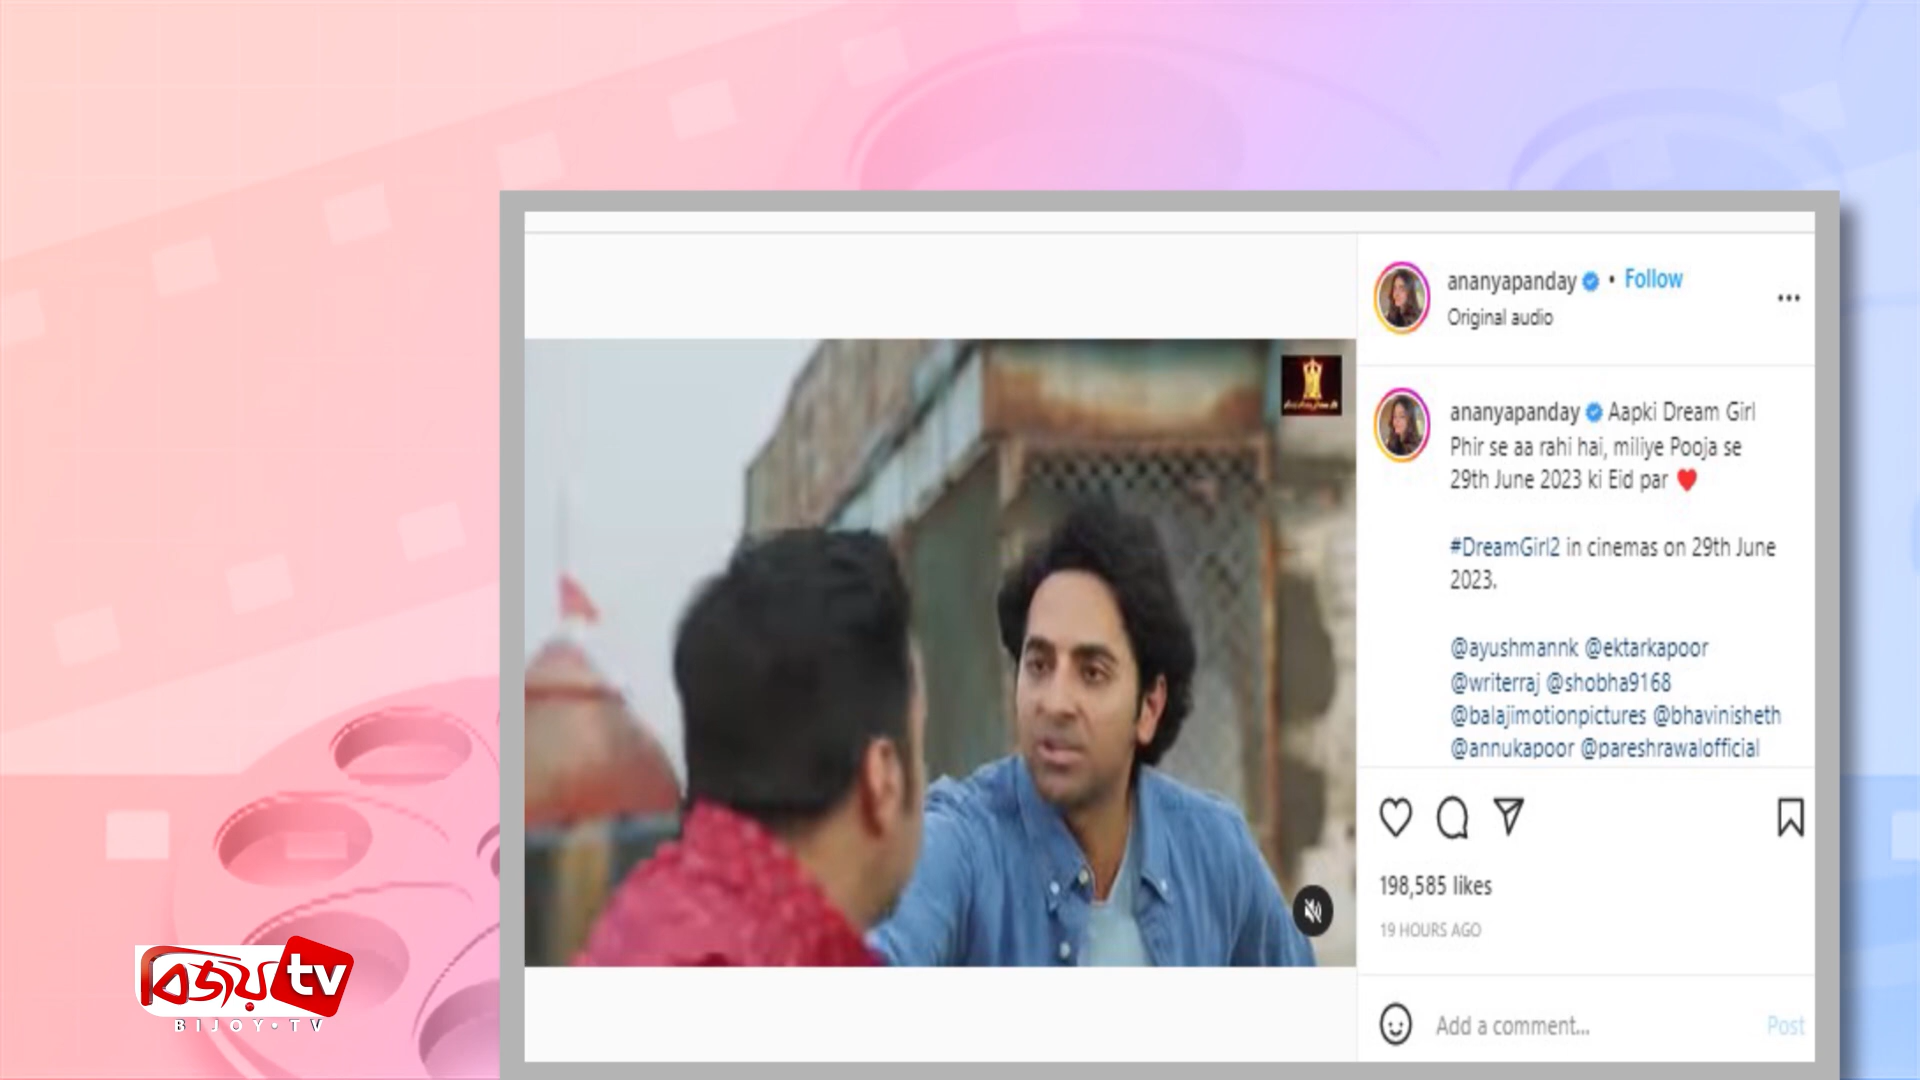 ananyapanday • Follow
Original audio
ananyapanday Aapki Dream Girl
Phir se aa rahi hai, miliye Pooja se
29th June 2023 ki Eid par ❤️
#DreamGirl2 in cinemas on 29th June
2023.
@ayushmannk @ektarkapoor
@writerraj @shobha9168
@balajimotionpictures @bhavinisheth
@annukapoor @pareshrawalofficial
198,585 likes
19 HOURS AGO
Add a comment... Post
বিজয় tv
BIJOY•TV